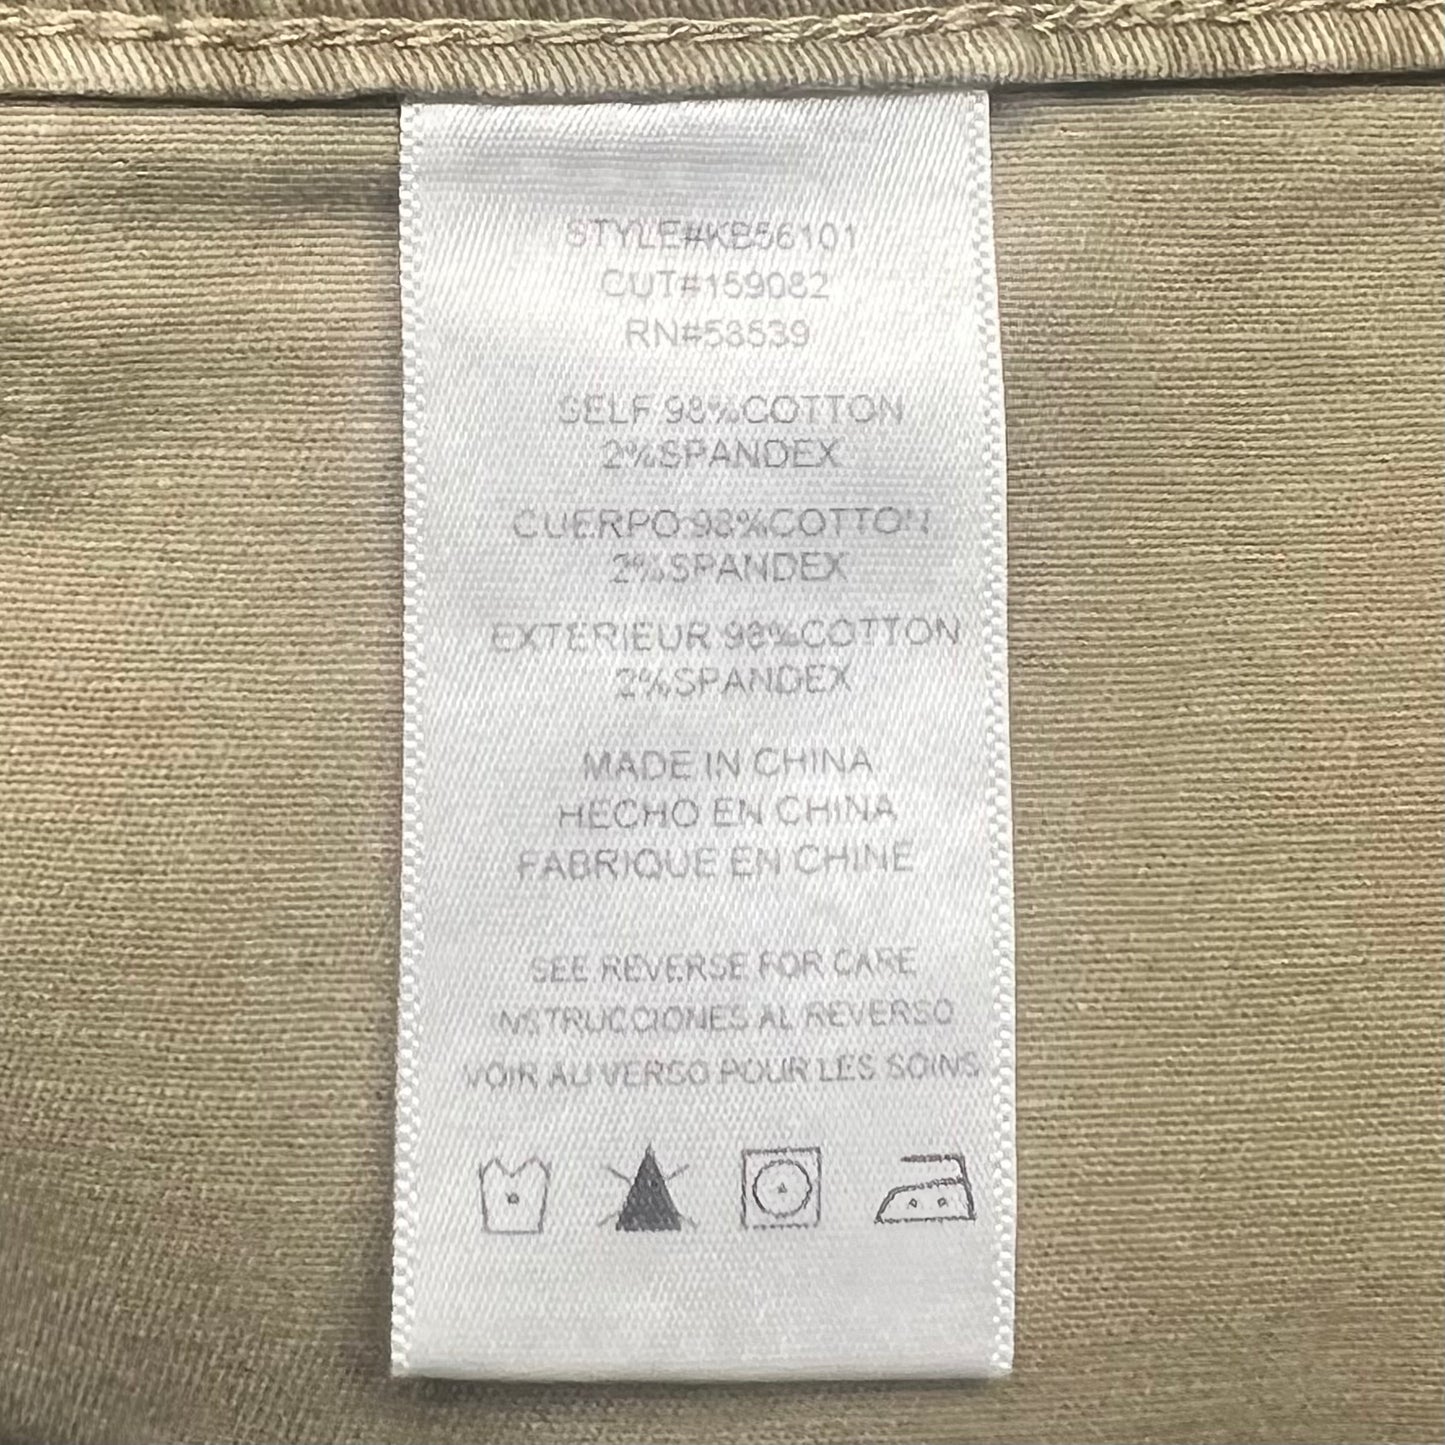 STYLE#KB56101
CUT#159082
RN#58539
SELF:98%COTTON
2%SPANDEX
CUERPO:98%COTTON
2%SPANDEX
EXTERIEUR:98%COTTON
2%SPANDEX
MADE IN CHINA
HECHO EN CHINA
FABRIQUE EN CHINE
SEE REVERSE FOR CARE
INSTRUCCIONES AL REVERSO
VOIR AU VERSO POUR LES SOINS